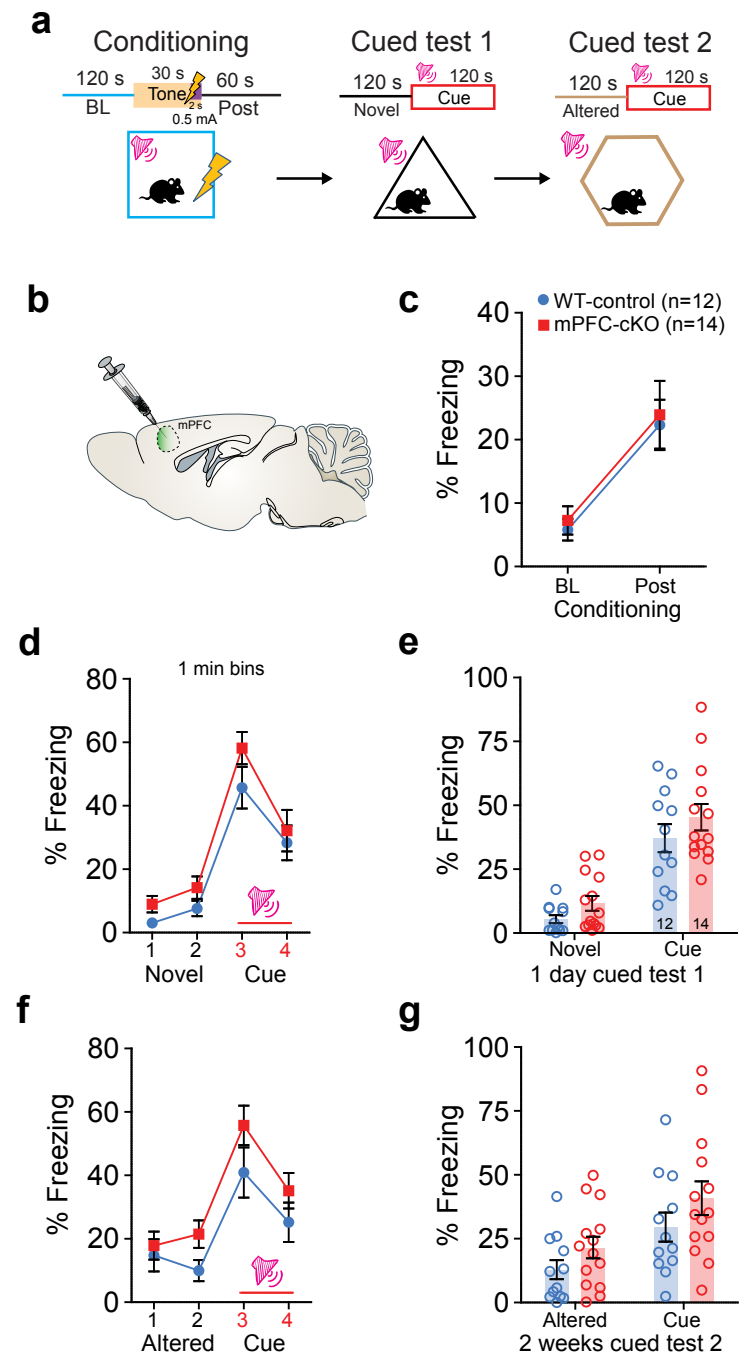 a
Conditioning
Cued test 1
Cued test 2
120 s
30 s
60 s
Tone
2 s
BL
0.5 mA
Post
120 s
120 s
Novel
Cue
120 s
120 s
Altered
Cue
b
mPFC
c
WT-control (n=12)
mPFC-cKO (n=14)
% Freezing
40
30
20
10
0
BL
Post
Conditioning
d
1 min bins
% Freezing
80
60
40
20
0
1
2
3
4
Novel
Cue
e
% Freezing
100
75
50
25
0
12
14
Novel
Cue
1 day cued test 1
f
% Freezing
80
60
40
20
0
1
2
3
4
Altered
Cue
g
% Freezing
100
75
50
25
0
Altered
Cue
2 weeks cued test 2